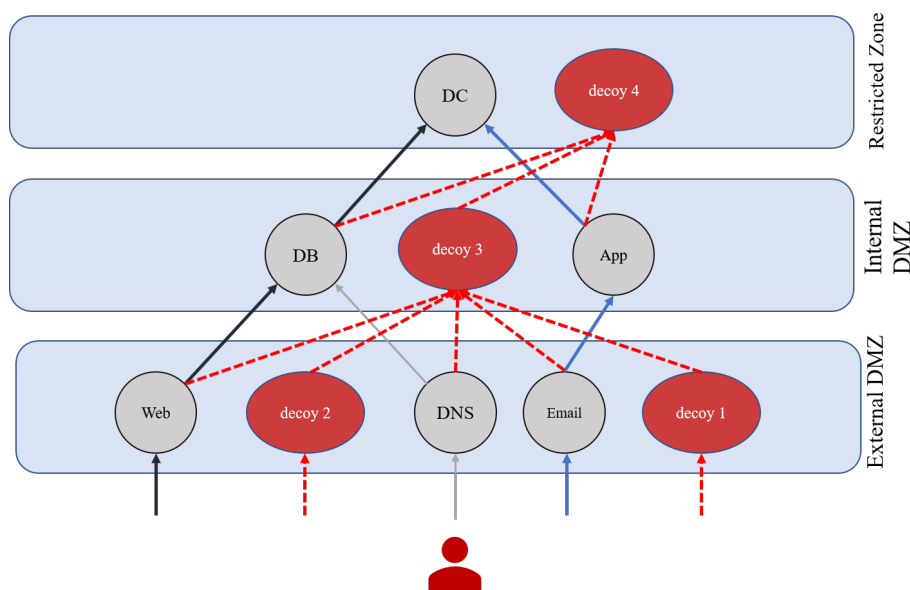 DC
decoy 4
Restricted Zone
DB
decoy 3
App
Internal
DMZ
Web
decoy 2
DNS
Email
decoy 1
External DMZ